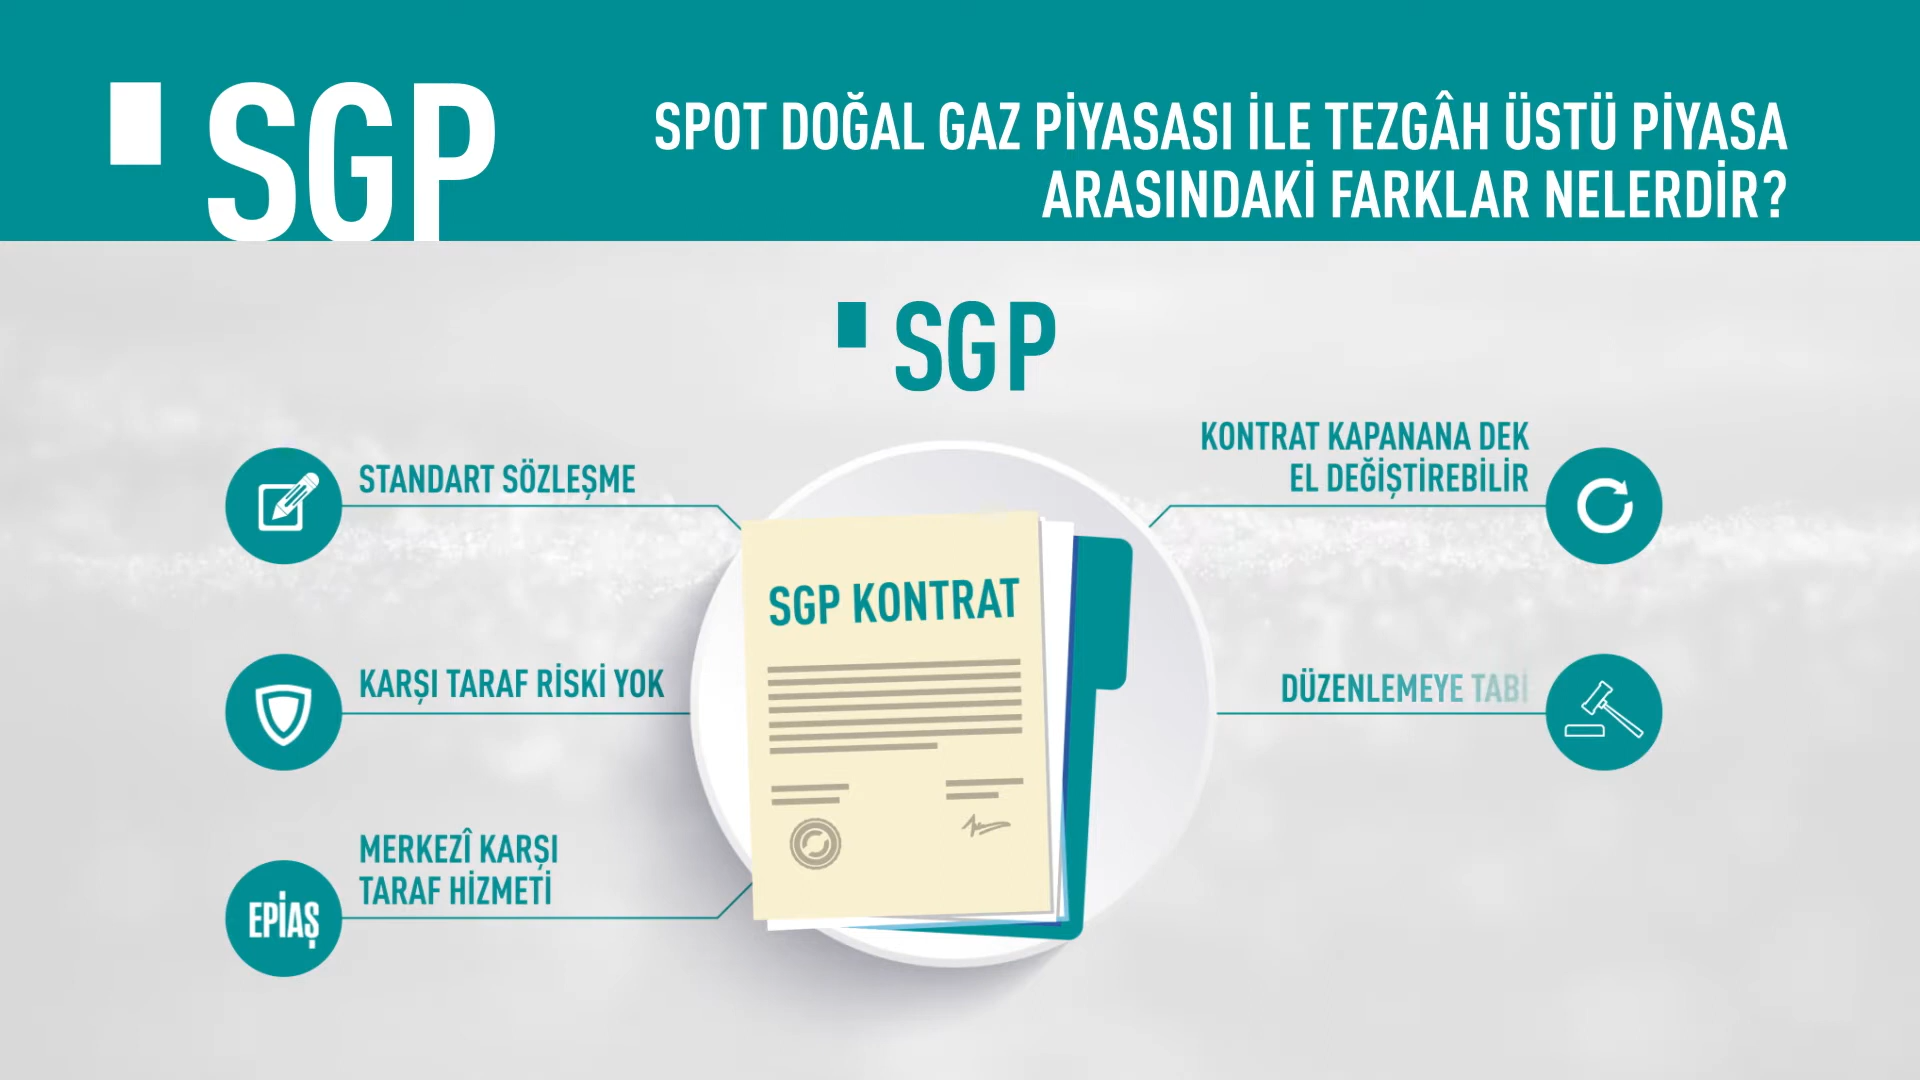 SGP
SPOT DOĞAL GAZ PİYASASI İLE TEZGÂH ÜSTÜ PİYASA
ARASINDAKİ FARKLAR NELERDİR?
SGP
STANDART SÖZLEŞME
KARŞI TARAF RİSKİ YOK
MERKEZÎ KARŞI
TARAF HİZMETİ
EPİAŞ
SGP KONTRAT
KONTRAT KAPANANA DEK
EL DEĞİŞTİREBİLİR
DÜZENLEMEYE TABİ